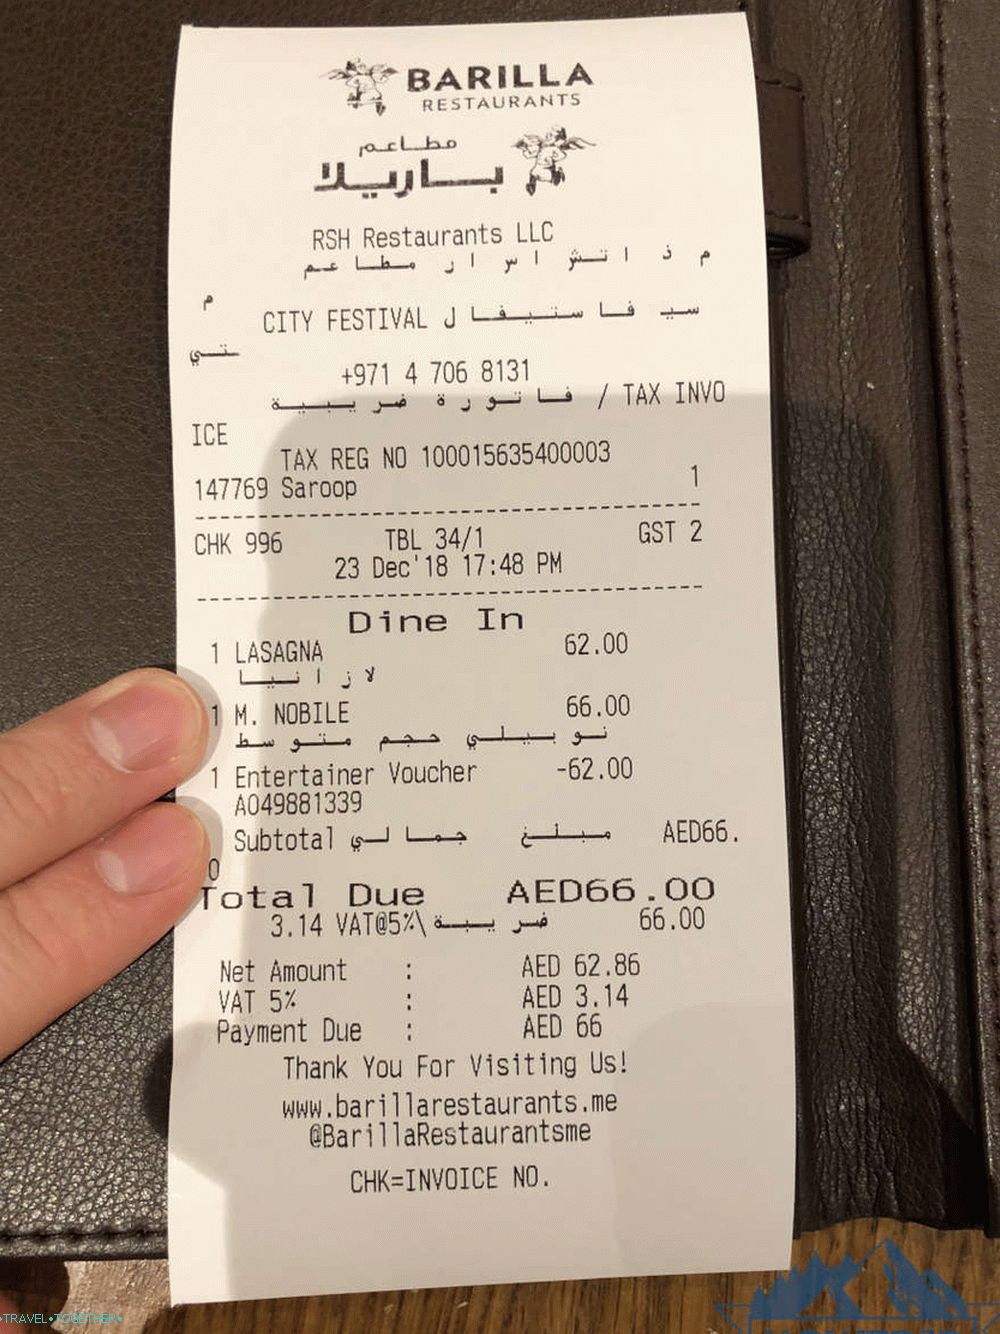 BARILLA
RESTAURANTS
مطاعم
باريلا
RSH Restaurants LLC
م ذ ا تش ا س ا ر مطاعم
م
CITY FESTIVAL سيـ فا ستيفا ل
تي
+971 4 706 8131
فا تو ر ة ضر يبية / TAX INVO
ICE
TAX REG NO 100015635400003
147769 Saroop 1
CHK 996 TBL 34/1 GST 2
23 Dec'18 17:48 PM
Dine In
1 LASAGNA 62.00
لا ز ا نيا
1 M. NOBILE 66.00
نو بيلي حجم متو سط
1 Entertainer Voucher -62.00
A049881339
Subtotal مبلغ جما لي AED66.
0
Total Due AED66.00
3.14 VAT@5%\ ضر يبة 66.00
Net Amount : AED 62.86
VAT 5% : AED 3.14
Payment Due : AED 66
Thank You For Visiting Us!
www.barillarestaurants.me
@BarillaRestaurantsme
CHK=INVOICE NO.
•TRAVEL•TOGETHER•